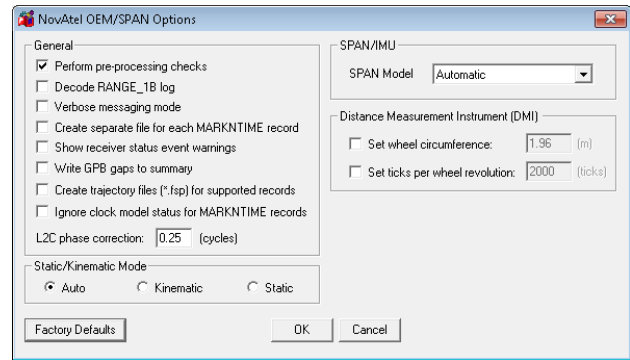 NovAtel OEM/SPAN Options
General
Perform pre-processing checks
Decode RANGE_1B log
Verbose messaging mode
Create separate file for each MARKNTIME record
Show receiver status event warnings
Write GPB gaps to summary
Create trajectory files (*.fsp) for supported records
Ignore clock model status for MARKNTIME records
L2C phase correction: 0.25 (cycles)
Static/Kinematic Mode
Auto Kinematic Static
SPAN/IMU
SPAN Model Automatic
Distance Measurement Instrument (DMI)
Set wheel circumference: 1.96 (m)
Set ticks per wheel revolution: 2000 (ticks)
Factory Defaults OK Cancel